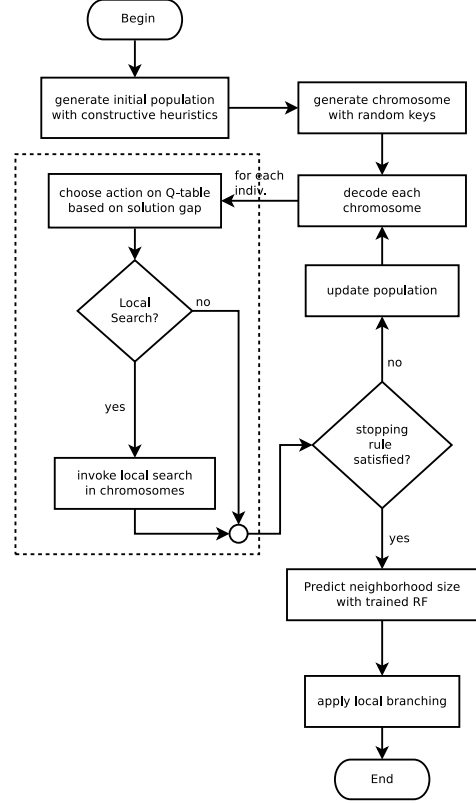 Begin
generate initial population
with constructive heuristics
generate chromosome
with random keys
for each
indiv.
choose action on Q-table
based on solution gap
decode each
chromosome
Local
Search?
no
update population
yes
no
stopping
rule
satisfied?
invoke local search
in chromosomes
yes
Predict neighborhood size
with trained RF
apply local branching
End